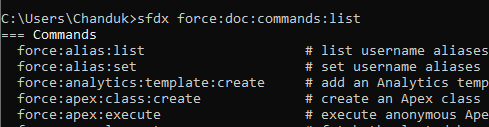 C:\Users\Chanduk>sfdx force:doc:commands:list
=== Commands
force:alias:list # list username aliases
force:alias:set # set username aliases
force:analytics:template:create # add an Analytics temp
force:apex:class:create # create an Apex class
force:apex:execute # execute anonymous Ape